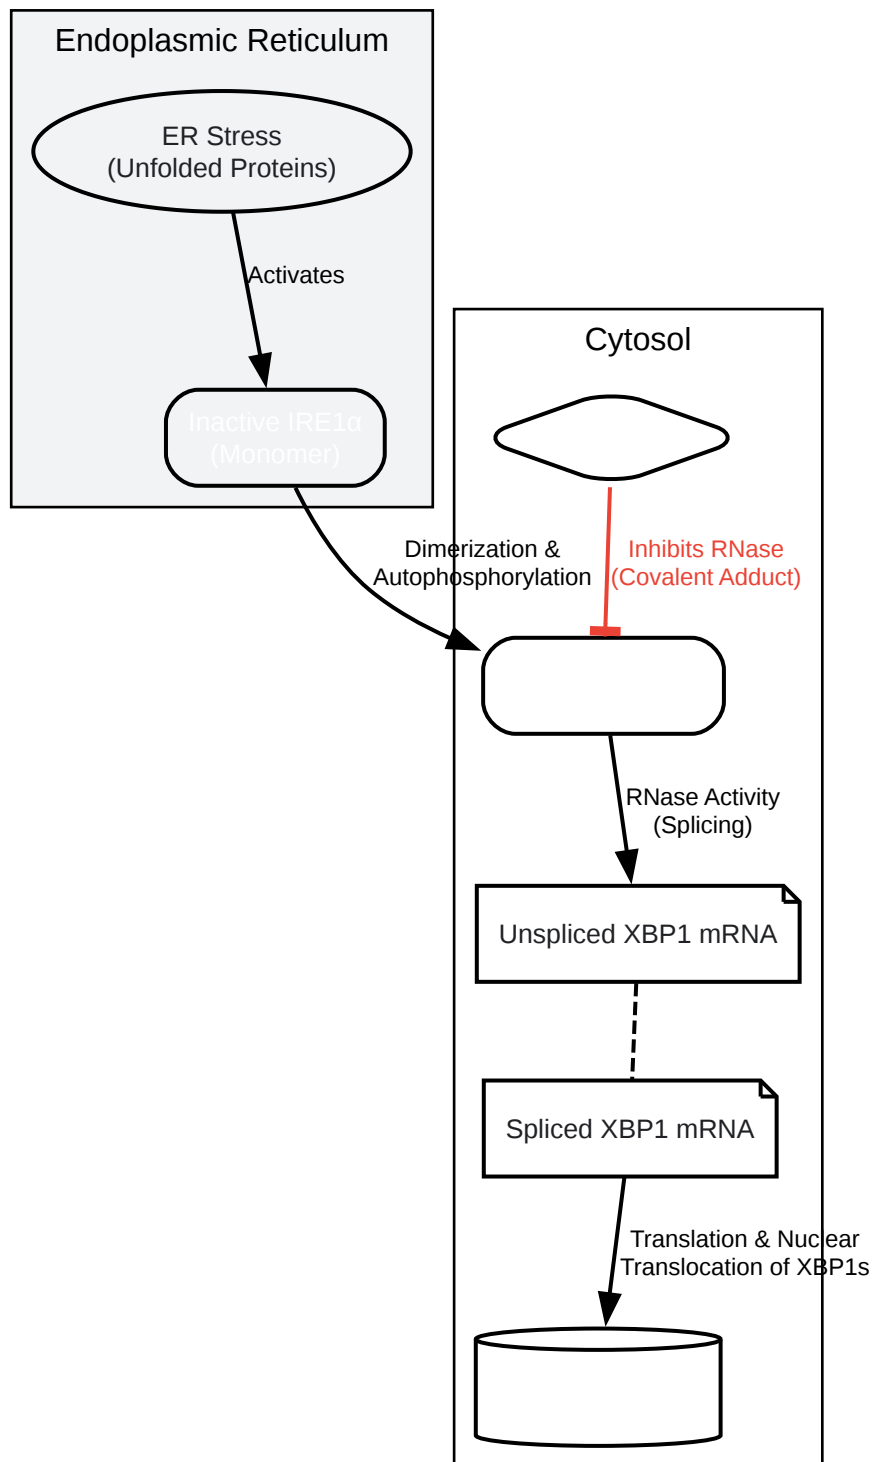 Endoplasmic Reticulum
ER Stress
(Unfolded Proteins)
Activates
Inactive IRE1α
(Monomer)
Cytosol
Dimerization &
Autophosphorylation
Inhibits RNase
(Covalent Adduct)
RNase Activity
(Splicing)
Unspliced XBP1 mRNA
Spliced XBP1 mRNA
Translation & Nuclear
Translocation of XBP1s